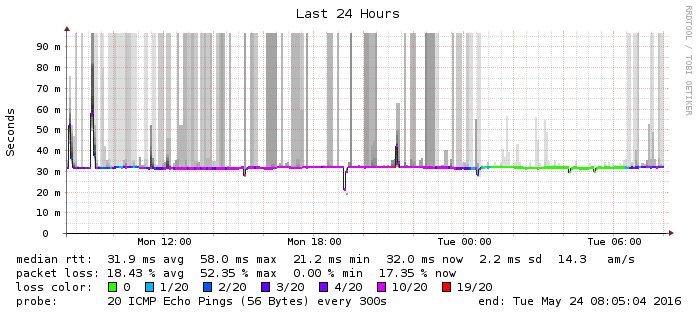 Last 24 Hours
RRDTOOL / TOBI OETIKER
Seconds
90 m
80 m
70 m
60 m
50 m
40 m
30 m
20 m
10 m
0
Mon 12:00 Mon 18:00 Tue 00:00 Tue 06:00
median rtt: 31.9 ms avg 58.0 ms max 21.2 ms min 32.0 ms now 2.2 ms sd 14.3 am/s
packet loss: 18.43 % avg 52.35 % max 0.00 % min 17.35 % now
loss color: 0 1/20 2/20 3/20 4/20 10/20 19/20
probe: 20 ICMP Echo Pings (56 Bytes) every 300s end: Tue May 24 08:05:04 2016